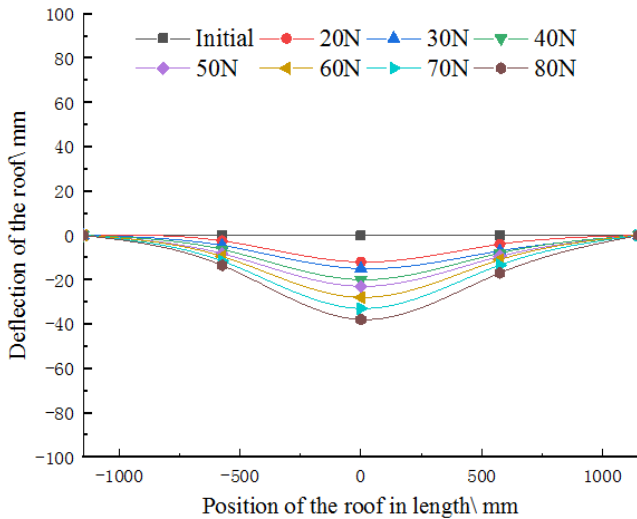 100
80
60
40
20
0
-20
-40
-60
-80
-100
Deflection of the roof\ mm
Initial 20N 30N 40N
50N 60N 70N 80N
-1000 -500 0 500 1000
Position of the roof in length\ mm